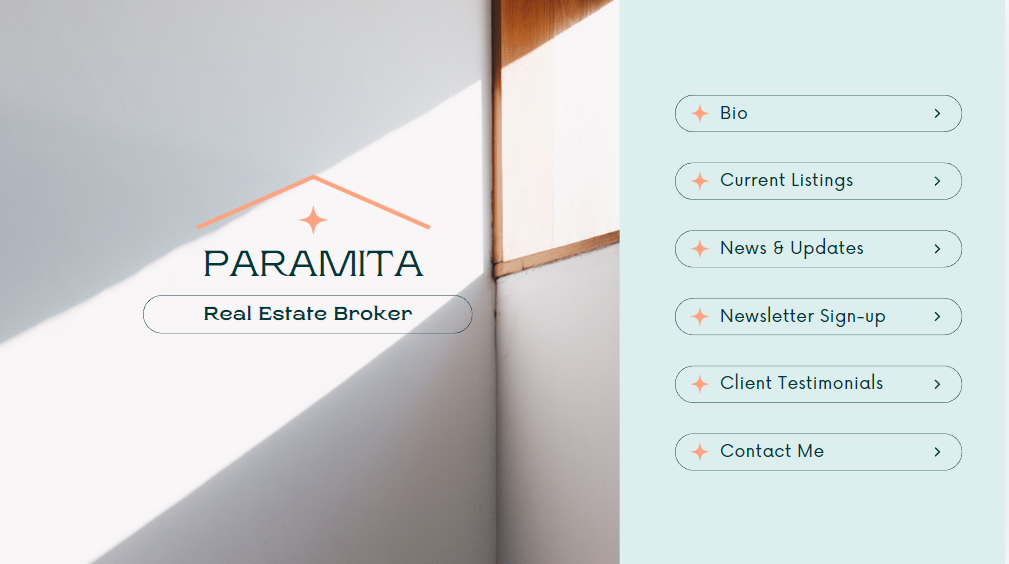 PARAMITA
Real Estate Broker
Bio
Current Listings
News & Updates
Newsletter Sign-up
Client Testimonials
Contact Me